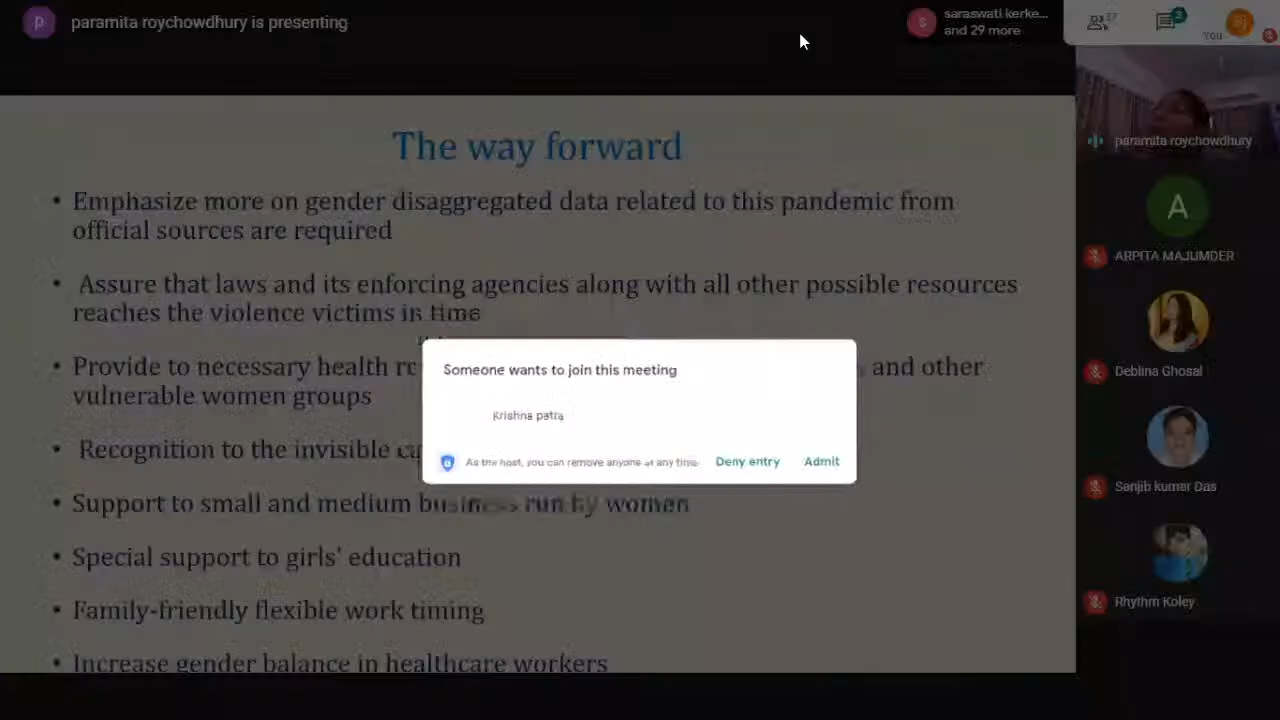 p paramita roychowdhury is presenting
s saraswati kerke...
and 29 more
37
3
You
The way forward
• Emphasize more on gender disaggregated data related to this pandemic from
official sources are required
• Assure that laws and its enforcing agencies along with all other possible resources
reaches the violence victims in time
• Provide to necessary health
and other
vulnerable women groups
• Recognition to the invisible
• Support to small and medium business run by women
• Special support to girls' education
• Family-friendly flexible work timing
• Increase gender balance in healthcare workers
Someone wants to join this meeting
Krishna patra
As the host, you can remove anyone at any time
Deny entry
Admit
paramita roychowdhury
A
ARPITA MAJUMDER
Deblina Ghosal
Sanjib kumar Das
Rhythm Koley